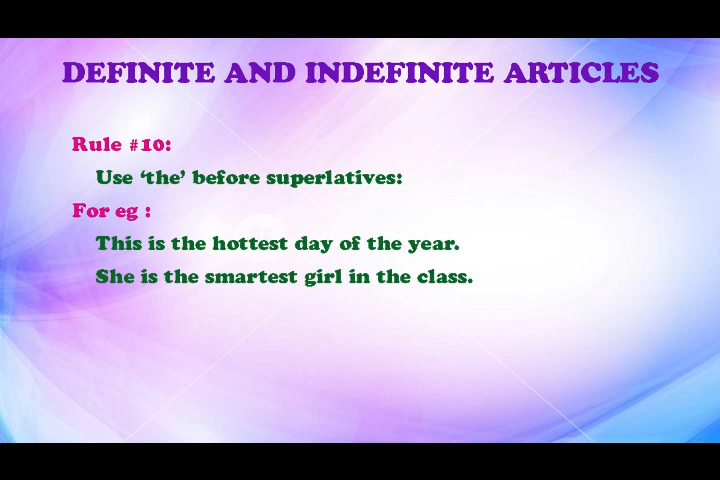 DEFINITE AND INDEFINITE ARTICLES
Rule #10:
Use ‘the’ before superlatives:
For eg :
This is the hottest day of the year.
She is the smartest girl in the class.